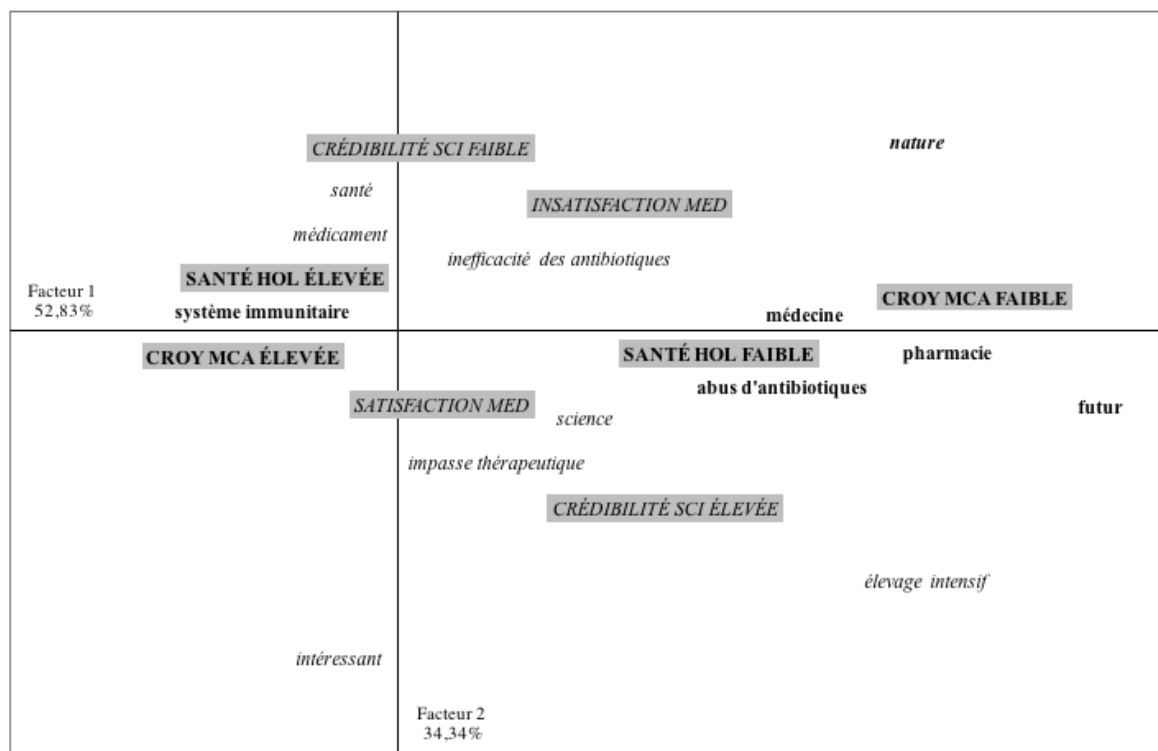 nature
CRÉDIBILITÉ SCI FAIBLE
santé
INSATISFACTION MED
médicament
inefficacité des antibiotiques
SANTÉ HOL ÉLEVÉE
Facteur 1
52,83%
CROY MCA FAIBLE
système immunitaire
médecine
CROY MCA ÉLEVÉE
SANTÉ HOL FAIBLE
pharmacie
abus d'antibiotiques
SATISFACTION MED
futur
science
impasse thérapeutique
CRÉDIBILITÉ SCI ÉLEVÉE
élevage intensif
intéressant
Facteur 2
34,34%